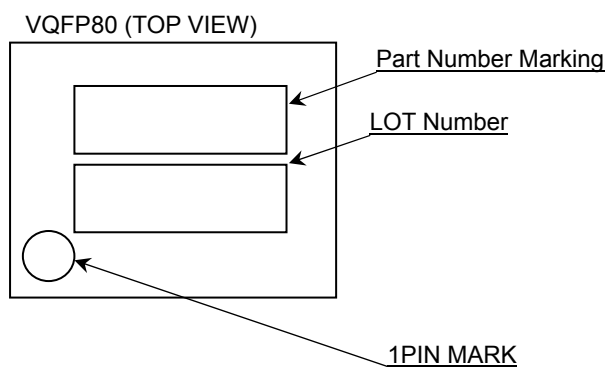 VQFP80 (TOP VIEW)
Part Number Marking
LOT Number
1PIN MARK